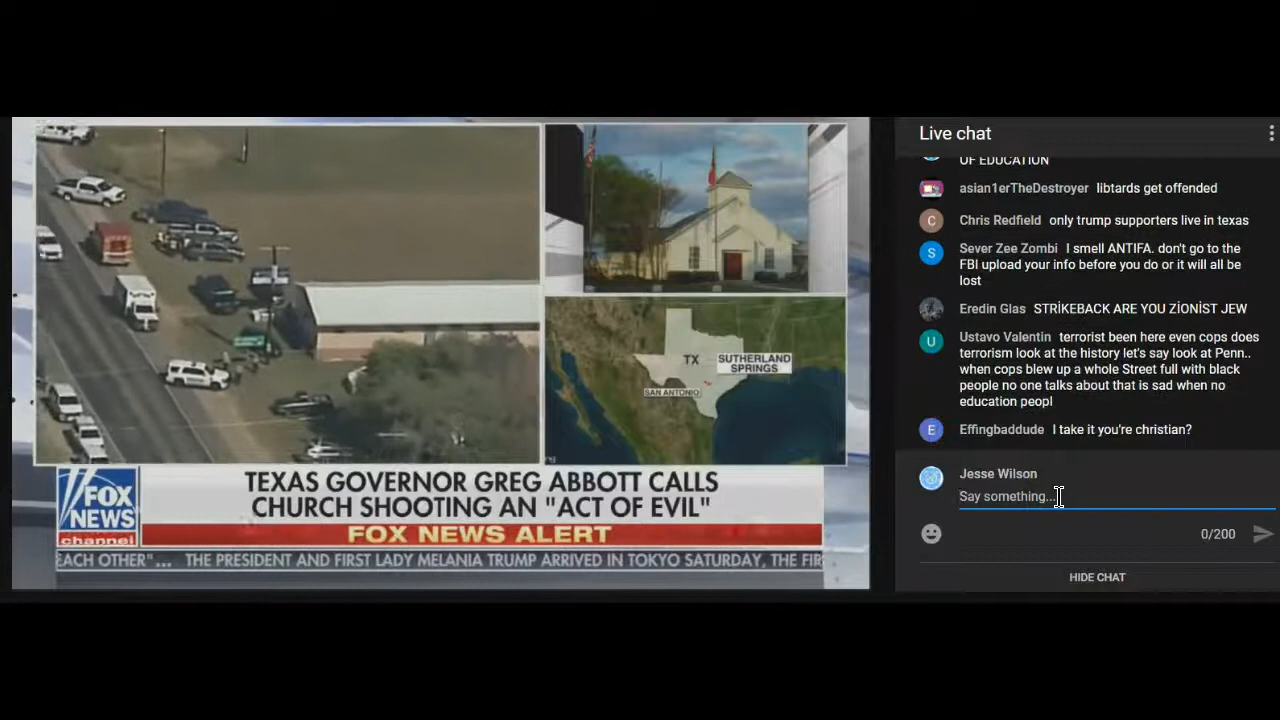 TX
SUTHERLAND
SPRINGS
SAN ANTONIO
TEXAS GOVERNOR GREG ABBOTT CALLS
CHURCH SHOOTING AN "ACT OF EVIL"
FOX NEWS ALERT
FOX
NEWS
channel
EACH OTHER"... THE PRESIDENT AND FIRST LADY MELANIA TRUMP ARRIVED IN TOKYO SATURDAY, THE FIR
Live chat
OF EDUCATION
asian1erTheDestroyer libtards get offended
Chris Redfield only trump supporters live in texas
Sever Zee Zombi I smell ANTIFA. don't go to the
FBI upload your info before you do or it will all be
lost
Eredin Glas STRİKEBACK ARE YOU ZİONİST JEW
Ustavo Valentin terrorist been here even cops does
terrorism look at the history let's say look at Penn..
when cops blew up a whole Street full with black
people no one talks about that is sad when no
education peopl
Effingbaddude I take it you're christian?
Jesse Wilson
Say something...
0/200
HIDE CHAT
C
S
U
E